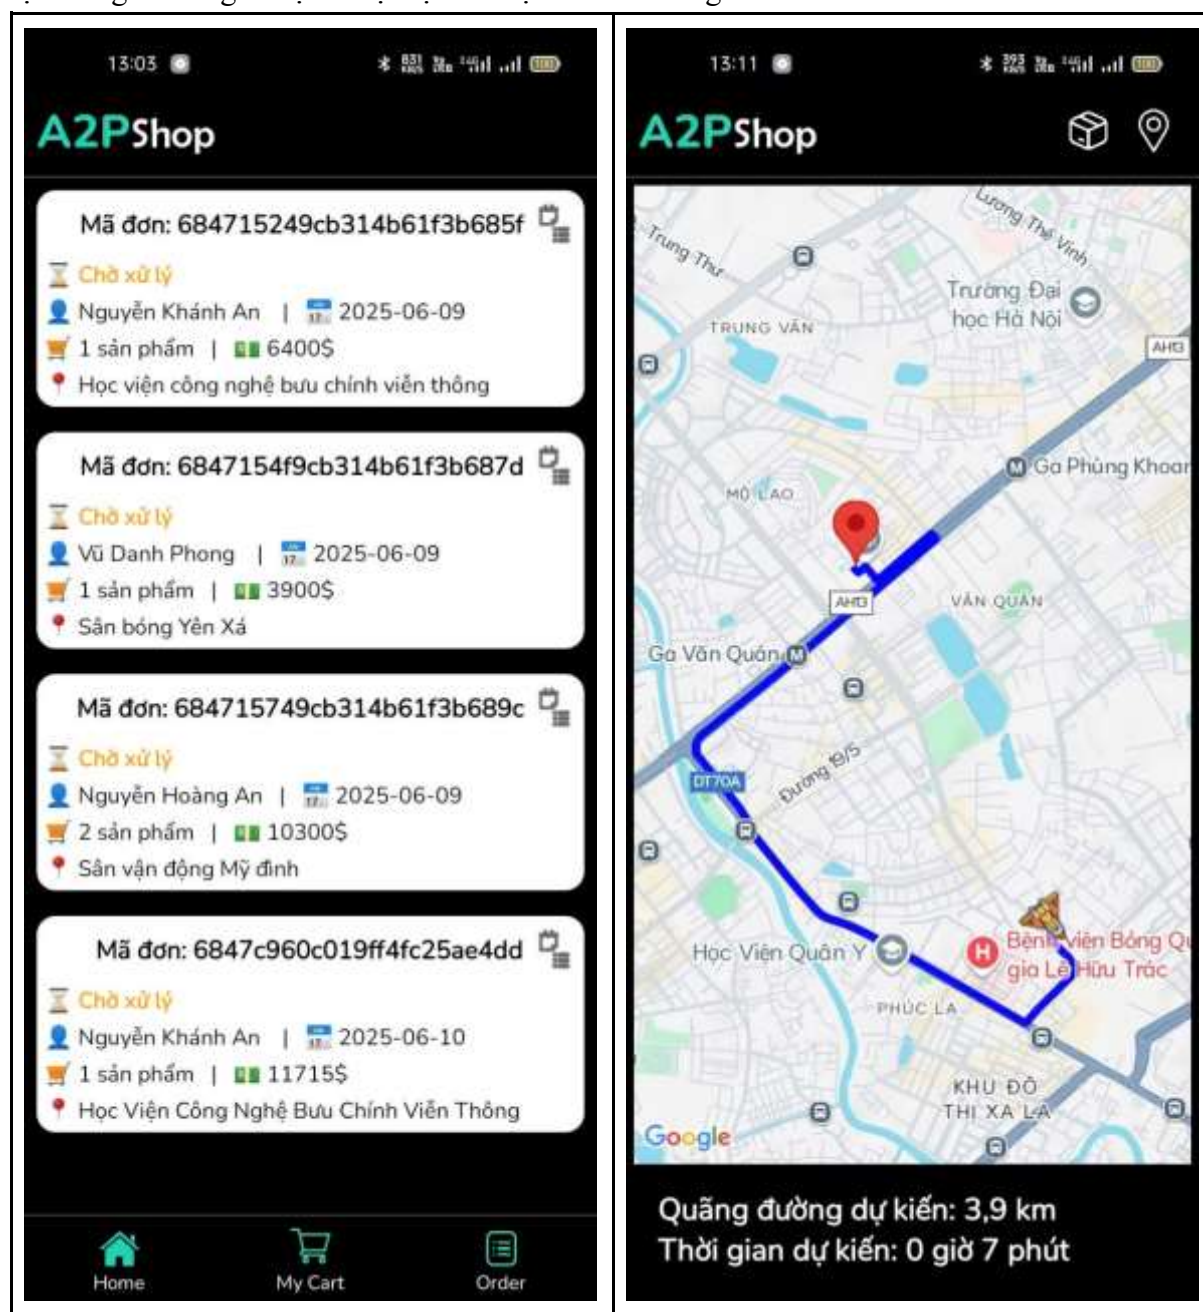 13:03
A2PShop
Mã đơn: 684715249cb314b61f3b685f
Chờ xử lý
Nguyễn Khánh An | 2025-06-09
1 sản phẩm | 6400$
Học viện công nghệ bưu chính viễn thông
Mã đơn: 6847154f9cb314b61f3b687d
Chờ xử lý
Vũ Danh Phong | 2025-06-09
1 sản phẩm | 3900$
Sân bóng Yên Xá
Mã đơn: 684715749cb314b61f3b689c
Chờ xử lý
Nguyễn Hoàng An | 2025-06-09
2 sản phẩm | 10300$
Sân vận động Mỹ đình
Mã đơn: 6847c960c019ff4fc25ae4dd
Chờ xử lý
Nguyễn Khánh An | 2025-06-10
1 sản phẩm | 11715$
Học Viện Công Nghệ Bưu Chính Viễn Thông
Home
My Cart
Order
13:11
A2PShop
Lương Thế Vinh
Trung Thư
Trường Đại
học Hà Nội
TRUNG VĂN
AH13
Ga Phùng Khoan
MỘ LAO
AH13
VĂN QUÁN
Ga Văn Quán
Đường 19/5
DT70A
Học Viện Quân Y
Bệnh viện Bỏng Qu
gia Lê Hữu Trác
PHÚC LA
KHU ĐÔ
THỊ XA LA
Google
Quãng đường dự kiến: 3,9 km
Thời gian dự kiến: 0 giờ 7 phút